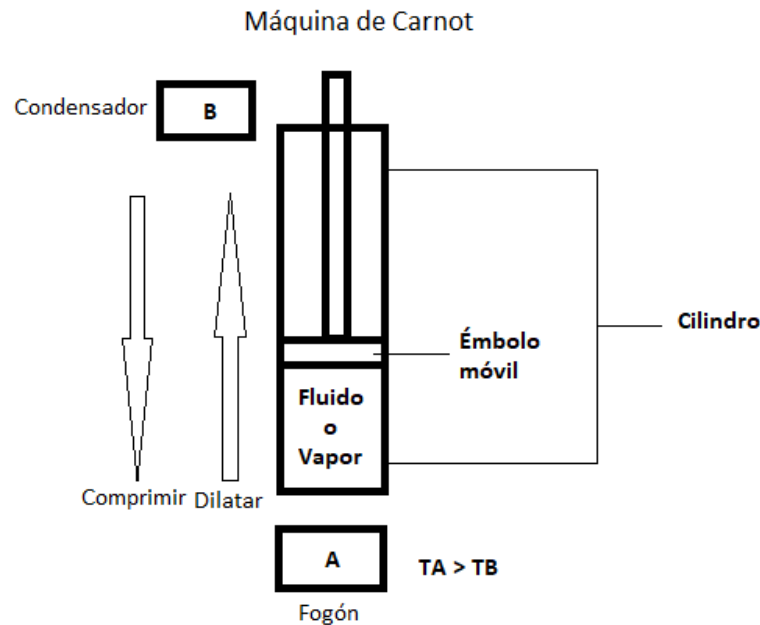 Máquina de Carnot
Condensador
B
Cilindro
Émbolo
móvil
Fluido
o
Vapor
Comprimir
Dilatar
A
TA > TB
Fogón